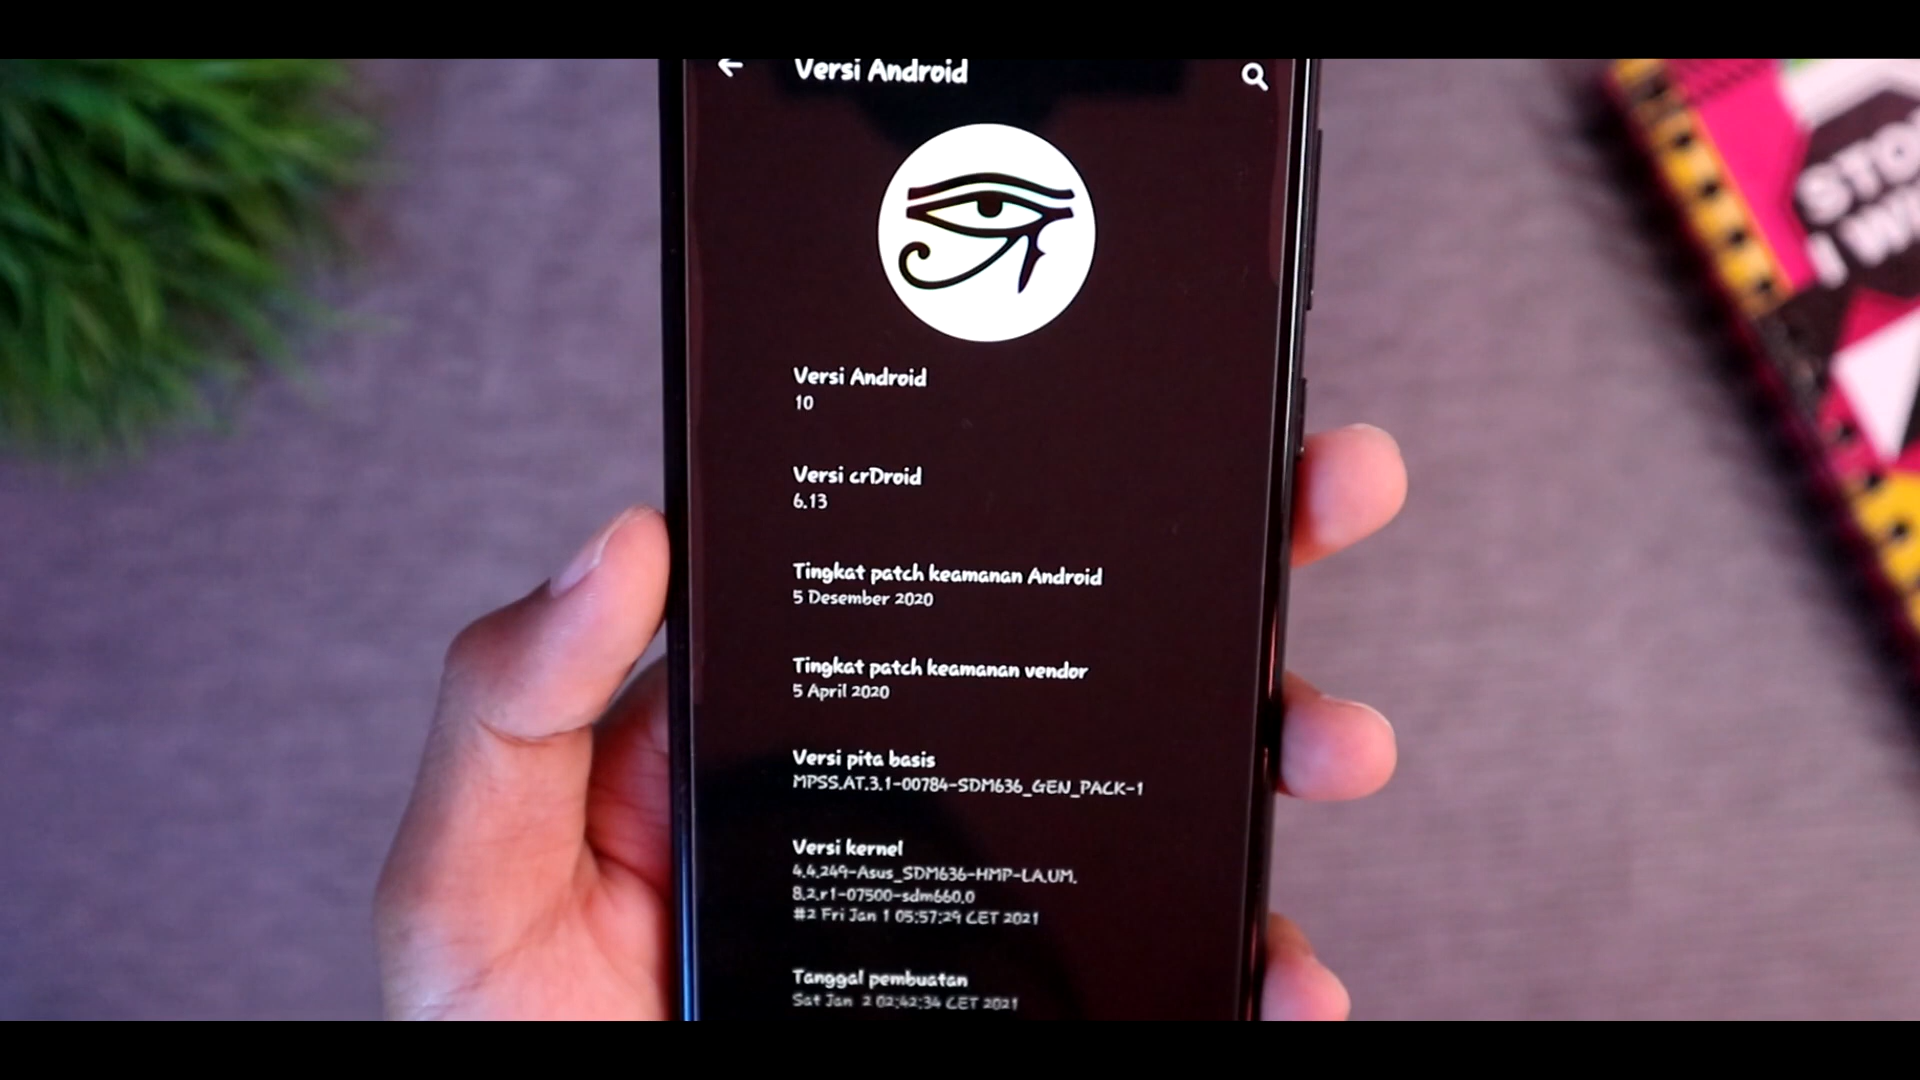 Versi Android
Versi Android
10
Versi crDroid
6.13
Tingkat patch keamanan Android
5 Desember 2020
Tingkat patch keamanan vendor
5 April 2020
Versi pita basis
MPSS.AT.3.1-00784-SDM636_GEN_PACK-1
Versi kernel
4.4.249-Asus_SDM636-HMP-LA.UM.
8.2.r1-07500-sdm660.0
#2 Fri Jan 1 05:57:29 CET 2021
Tanggal pembuatan
Sat Jan 2 02:42:34 CET 2021